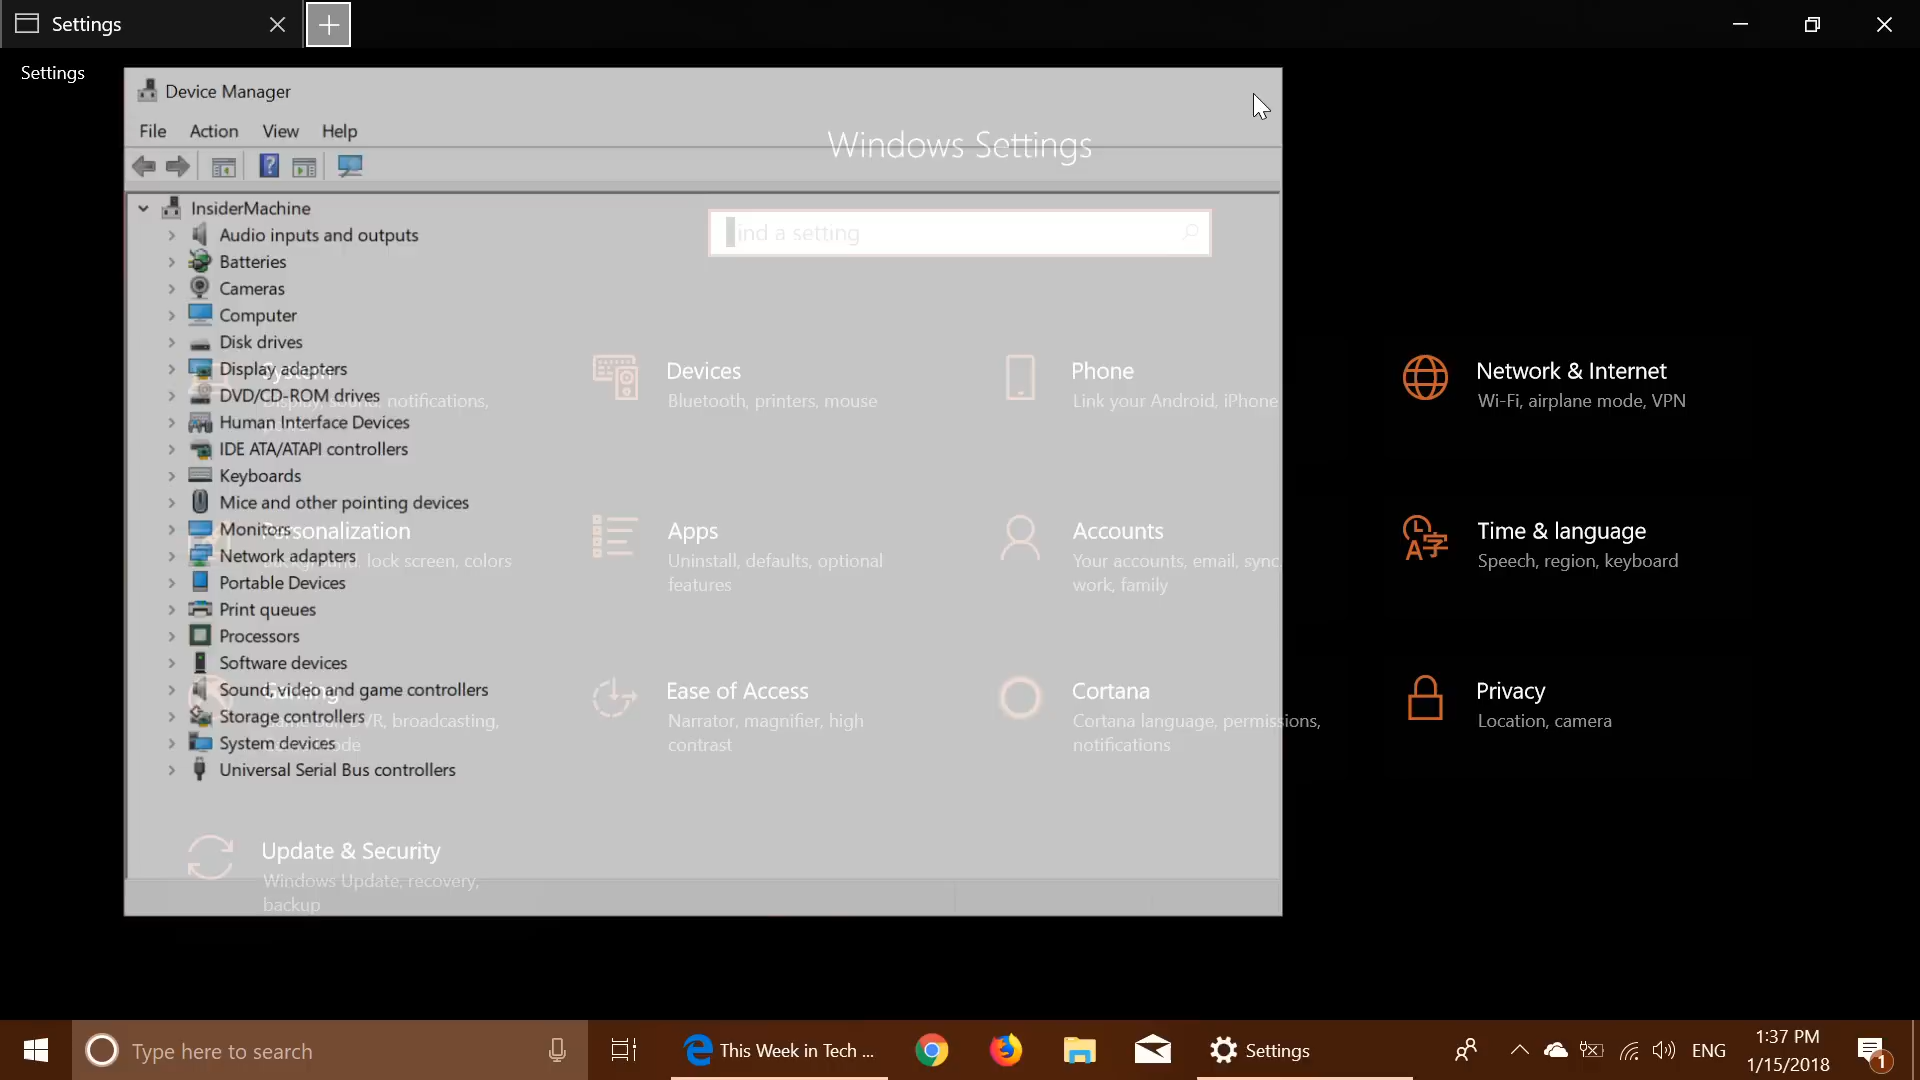 Settings
Settings
Device Manager
File Action View Help
Windows Settings
InsiderMachine
Audio inputs and outputs
Batteries
Cameras
Computer
Disk drives
Display adapters
DVD/CD-ROM drives
Human Interface Devices
IDE ATA/ATAPI controllers
Keyboards
Mice and other pointing devices
Monitors
Network adapters
Portable Devices
Print queues
Processors
Software devices
Sound, video and game controllers
Storage controllers
System devices
Universal Serial Bus controllers
ind a setting
System
Display, sound, notifications,
Devices
Bluetooth, printers, mouse
Phone
Link your Android, iPhone
Network & Internet
Wi-Fi, airplane mode, VPN
Personalization
Background, lock screen, colors
Apps
Uninstall, defaults, optional
features
Accounts
Your accounts, email, sync,
work, family
Time & language
Speech, region, keyboard
Gaming
DVR, broadcasting,
Ease of Access
Narrator, magnifier, high
contrast
Cortana
Cortana language, permissions,
notifications
Privacy
Location, camera
Update & Security
Windows Update, recovery,
backup
Type here to search
This Week in Tech ...
Settings
ENG
1:37 PM
1/15/2018
1